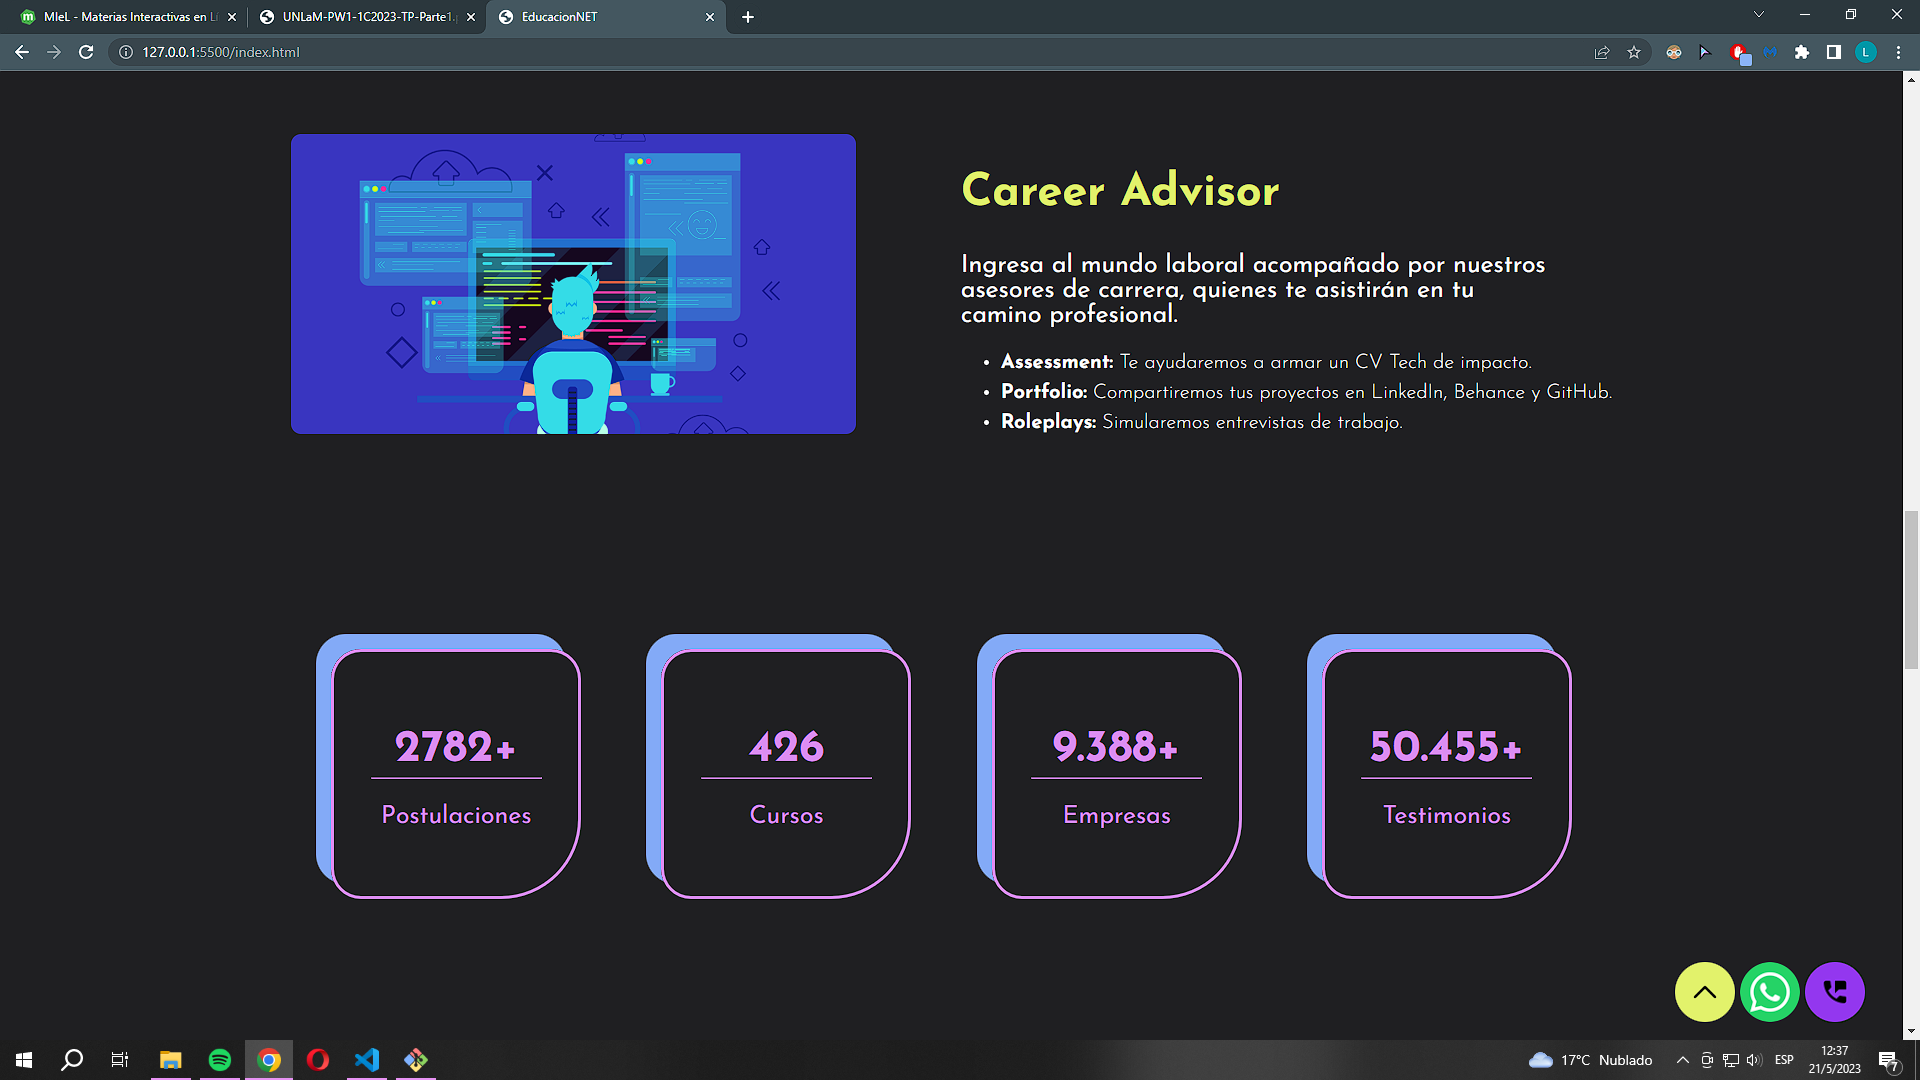 MIeL - Materias Interactivas en Lí
UNLaM-PW1-1C2023-TP-Parte1.
EducacionNET
127.0.0.1:5500/index.html
L
Career Advisor
Ingresa al mundo laboral acompañado por nuestros
asesores de carrera, quienes te asistirán en tu
camino profesional.
• Assessment: Te ayudaremos a armar un CV Tech de impacto.
• Portfolio: Compartiremos tus proyectos en LinkedIn, Behance y GitHub.
• Roleplays: Simularemos entrevistas de trabajo.
2782+
Postulaciones
426
Cursos
9.388+
Empresas
50.455+
Testimonios
17°C Nublado
ESP
12:37
21/5/2023
7